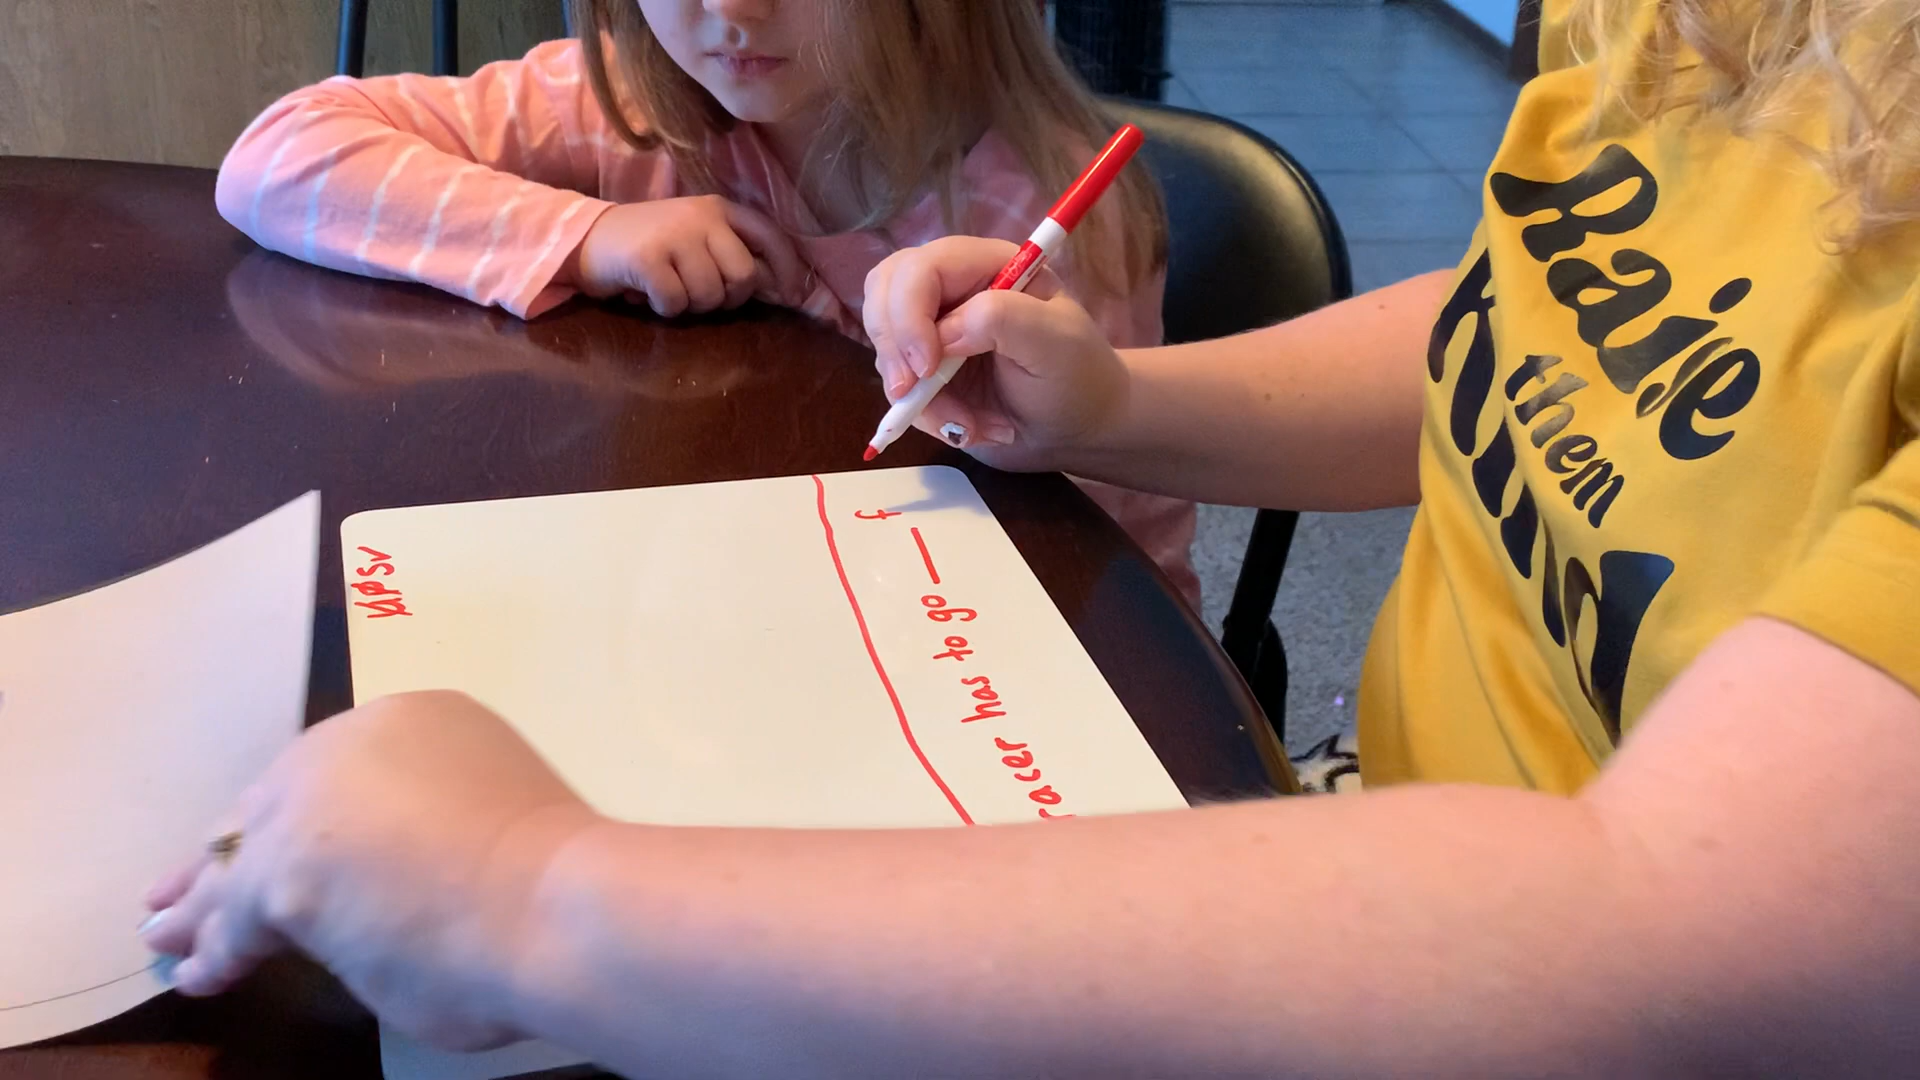 racer has to go — f
Raise
them
KIND